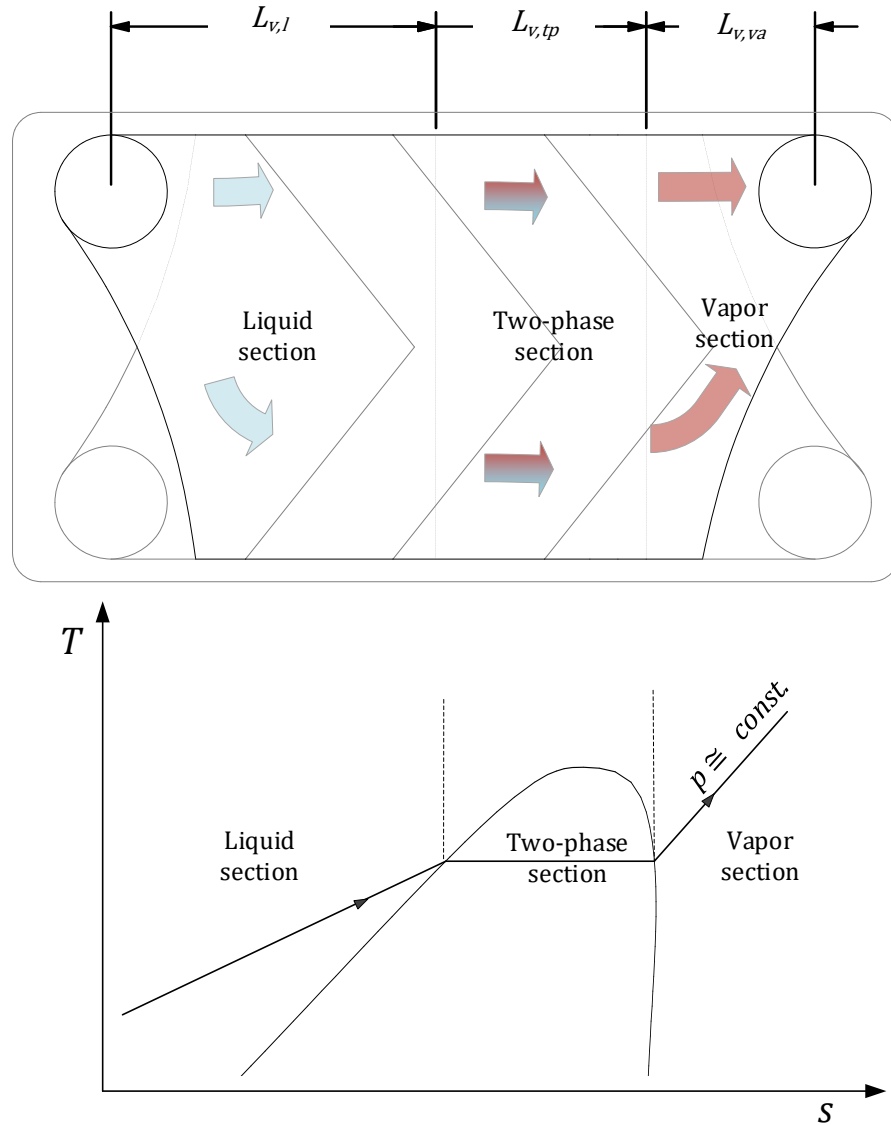 L_{v,l}
L_{v,tp}
L_{v,va}
Liquid
section
Two-phase
section
Vapor
section
T
p ≅ const.
Liquid
section
Two-phase
section
Vapor
section
s